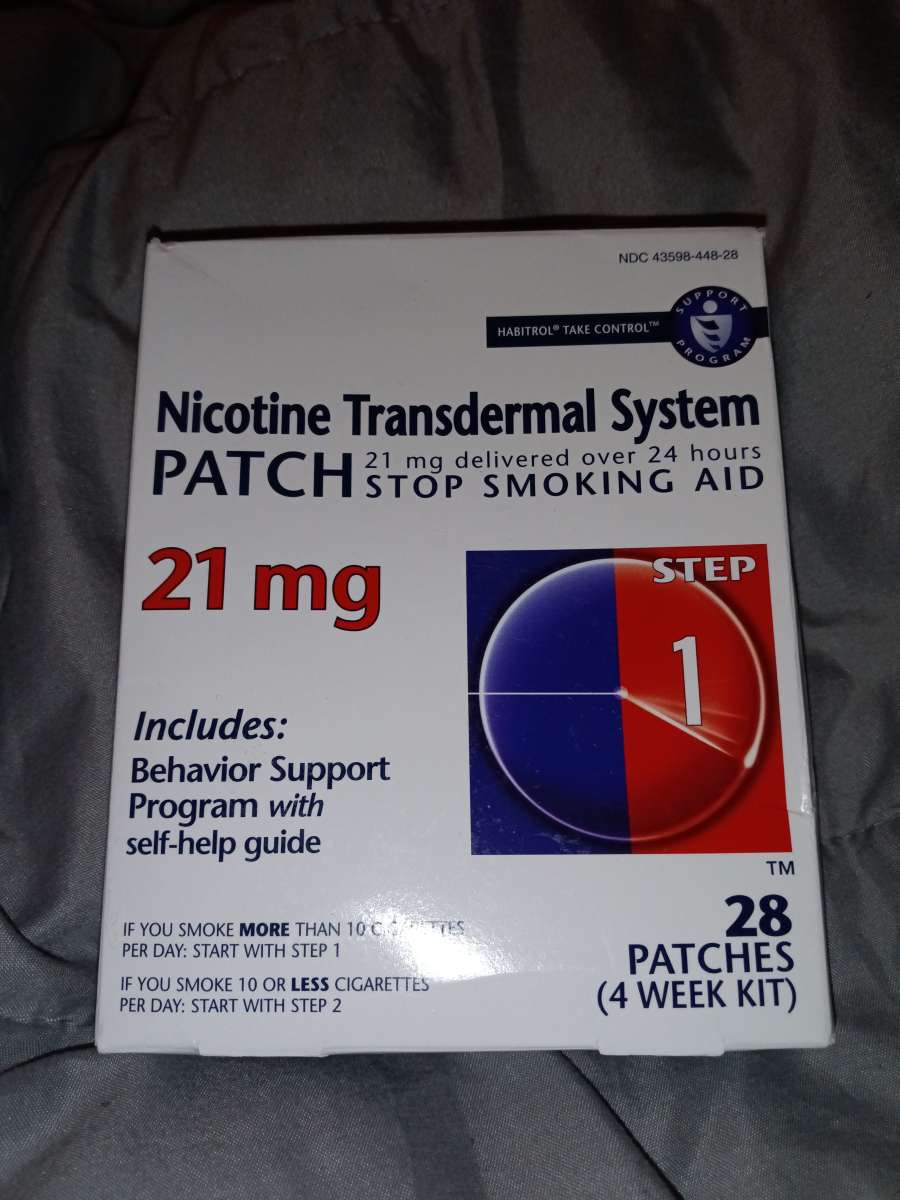 NDC 43598-448-28
HABITROL® TAKE CONTROL™
SUPPORT PROGRAM
Nicotine Transdermal System
PATCH 21 mg delivered over 24 hours
STOP SMOKING AID
21 mg
STEP
1
Includes:
Behavior Support
Program with
self-help guide
TM
IF YOU SMOKE MORE THAN 10 CIGARETTES
PER DAY: START WITH STEP 1
IF YOU SMOKE 10 OR LESS CIGARETTES
PER DAY: START WITH STEP 2
28
PATCHES
(4 WEEK KIT)